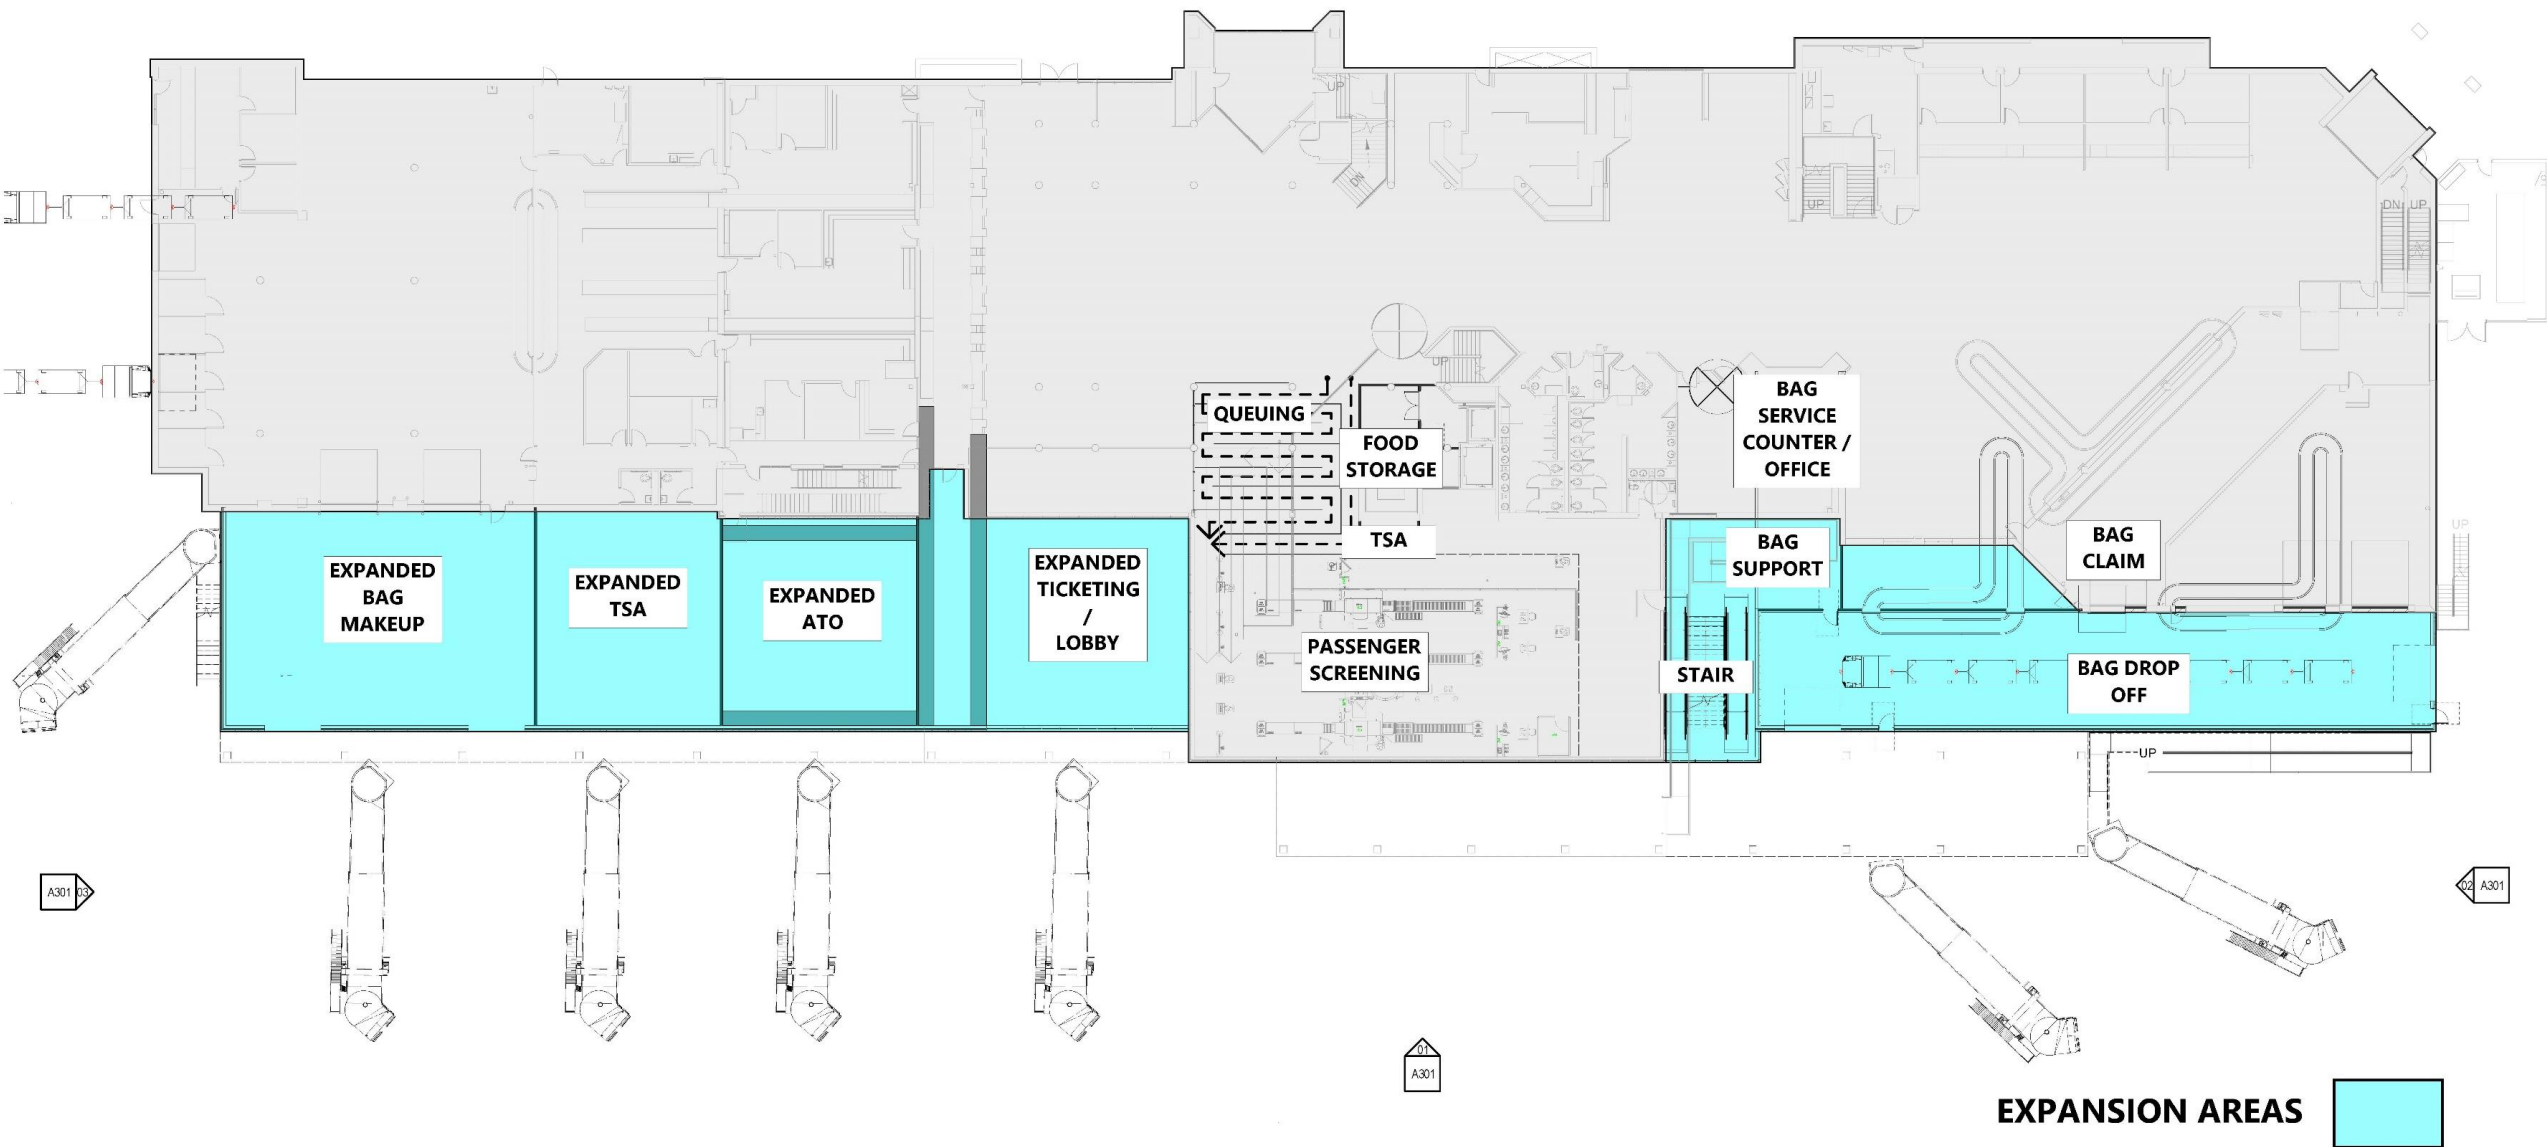 UP
DN
UP
DN UP
UP
QUEUING
FOOD
STORAGE
BAG
SERVICE
COUNTER /
OFFICE
TSA
UP
EXPANDED
BAG
MAKEUP
EXPANDED
TSA
EXPANDED
ATO
EXPANDED
TICKETING
/
LOBBY
PASSENGER
SCREENING
BAG
SUPPORT
BAG
CLAIM
STAIR
BAG DROP
OFF
UP
A301 03
02 A301
01
A301
EXPANSION AREAS